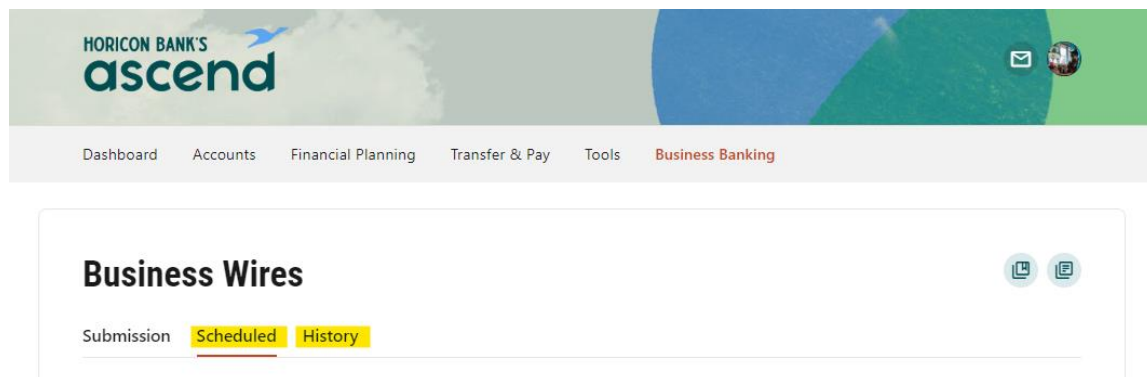 HORICON BANK'S
ascend
Dashboard Accounts Financial Planning Transfer & Pay Tools Business Banking
Business Wires
Submission Scheduled History